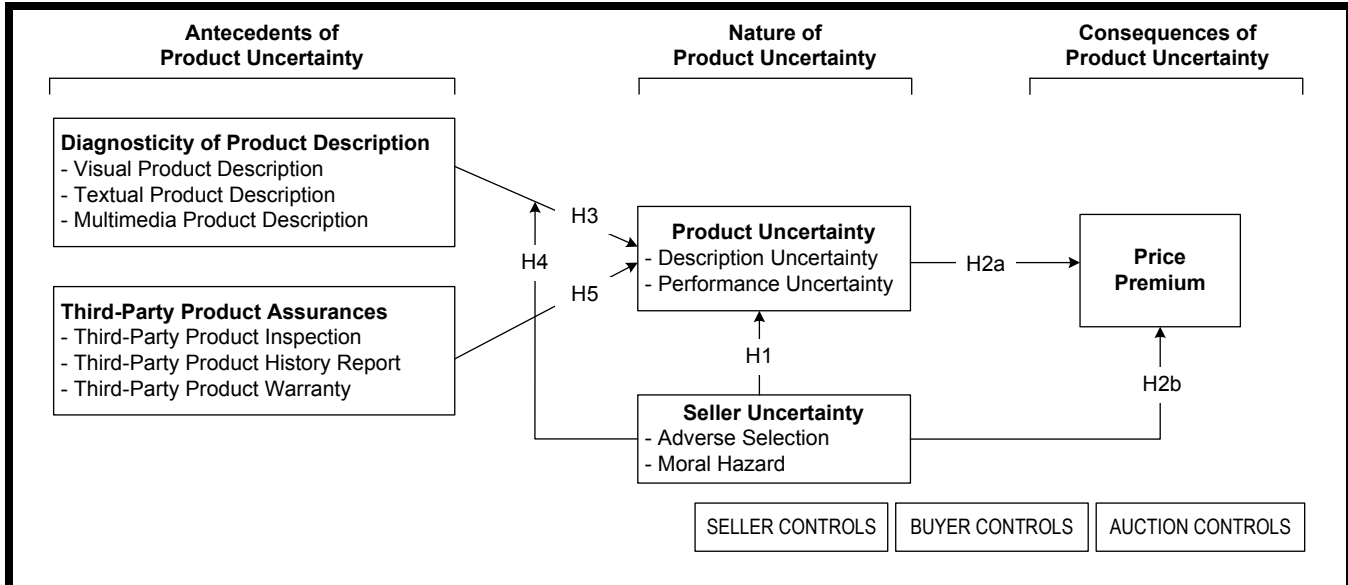 Antecedents of
Product Uncertainty
Nature of
Product Uncertainty
Consequences of
Product Uncertainty
Diagnosticity of Product Description
- Visual Product Description
- Textual Product Description
- Multimedia Product Description
Third-Party Product Assurances
- Third-Party Product Inspection
- Third-Party Product History Report
- Third-Party Product Warranty
H3
H4
H5
Product Uncertainty
- Description Uncertainty
- Performance Uncertainty
H1
Seller Uncertainty
- Adverse Selection
- Moral Hazard
H2a
Price
Premium
H2b
SELLER CONTROLS
BUYER CONTROLS
AUCTION CONTROLS